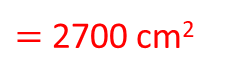 = 2700 cm²